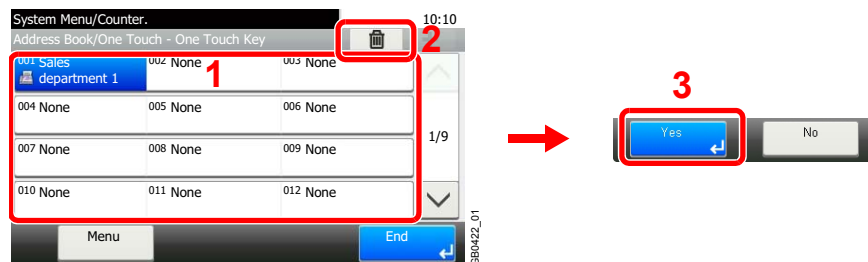 System Menu/Counter. 10:10
Address Book/One Touch - One Touch Key
2
001 Sales
department 1
002 None
003 None
1
004 None
005 None
006 None
1/9
007 None
008 None
009 None
010 None
011 None
012 None
Menu
End
GB0422_01
3
Yes
No